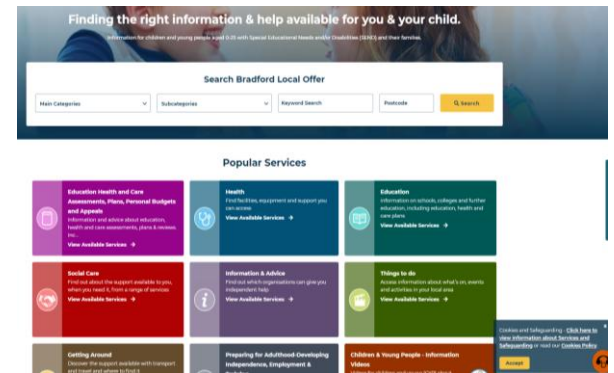 Finding the right information & help available for you & your child.
Information for children and young people aged 0-25 with Special Educational Needs and/or Disabilities (SEND) and their families.
Search Bradford Local Offer
Main Categories
Subcategories
Keyword Search
Postcode
Search
Popular Services
Education Health and Care
Assessments, Plans, Personal Budgets
and Appeals
Information and advice about education,
health and care assessments, plans & reviews
inc...
View Available Services →
Health
Find facilities, equipment and support you
can access
View Available Services →
Education
Information on schools, colleges and further
education, including education, health and
care plans
View Available Services →
Social Care
Find out about the support available to you,
when you need it, from a range of services
View Available Services →
Information & Advice
Find out which organisations can give you
independent help
View Available Services →
Things to do
Access information about what's on, events
and activities in your local area
View Available Services →
Getting Around
Discover the support available with transport
and travel and where to find it
Preparing for Adulthood-Developing
Independence, Employment &
Children & Young People - Information
Videos
Cookies and Safeguarding - Click here to
view information about Services and
Safeguarding or read our Cookies Policy
x
Accept